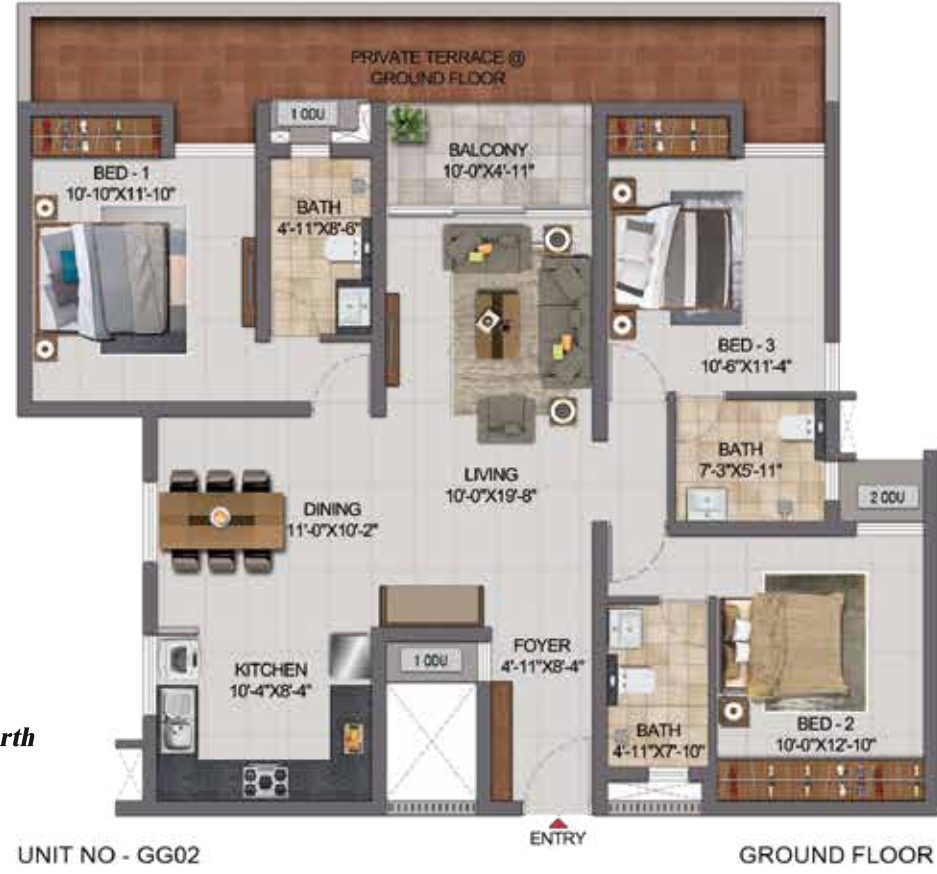 PRIVATE TERRACE @
GROUND FLOOR
1 ODU
BALCONY
10'-0"X4'-11"
BED - 1
10'-10"X11'-10"
BATH
4'-11"X8'-6"
BED - 3
10'-6"X11'-4"
BATH
7'-3"X5'-11"
LIVING
10'-0"X19'-8"
2 ODU
DINING
11'-0"X10'-2"
FOYER
4'-11"X8'-4"
1 ODU
KITCHEN
10'-4"X8'-4"
BATH
4'-11"X7'-10"
BED - 2
10'-0"X12'-10"
rth
ENTRY
UNIT NO - GG02
GROUND FLOOR